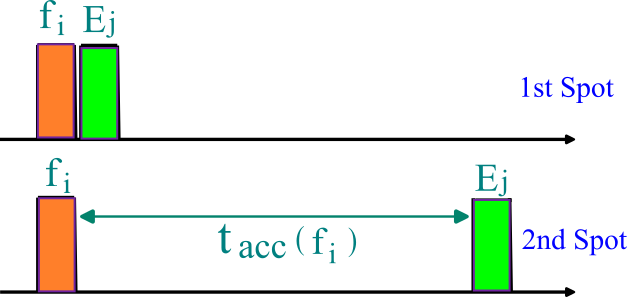 fi Ej
1st Spot
fi Ej
tacc(fi)
2nd Spot